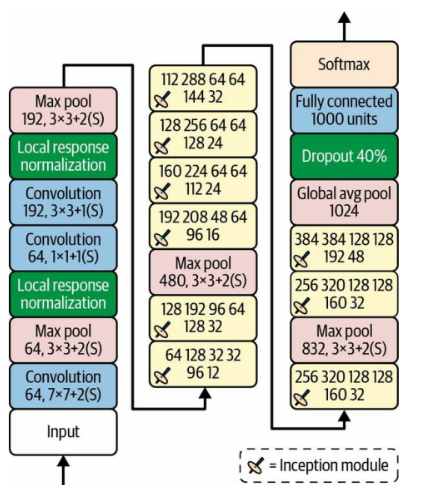 Max pool
192, 3×3+2(S)
Local response
normalization
Convolution
192, 3×3+1(S)
Convolution
64, 1×1+1(S)
Local response
normalization
Max pool
64, 3×3+2(S)
Convolution
64, 7×7+2(S)
Input
112 288 64 64
144 32
128 256 64 64
128 24
160 224 64 64
112 24
192 208 48 64
96 16
Max pool
480, 3×3+2(S)
128 192 96 64
128 32
64 128 32 32
96 12
Softmax
Fully connected
1000 units
Dropout 40%
Global avg pool
1024
384 384 128 128
192 48
256 320 128 128
160 32
Max pool
832, 3×3+2(S)
256 320 128 128
160 32
= Inception module